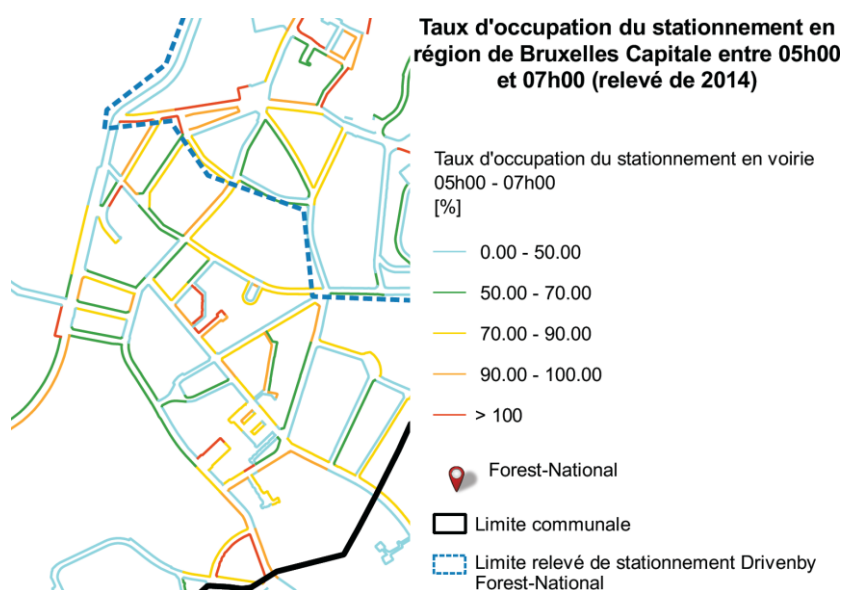 Taux d'occupation du stationnement en
région de Bruxelles Capitale entre 05h00
et 07h00 (relevé de 2014)
Taux d'occupation du stationnement en voirie
05h00 - 07h00
[%]
0.00 - 50.00
50.00 - 70.00
70.00 - 90.00
90.00 - 100.00
> 100
Forest-National
Limite communale
Limite relevé de stationnement Drivenby
Forest-National